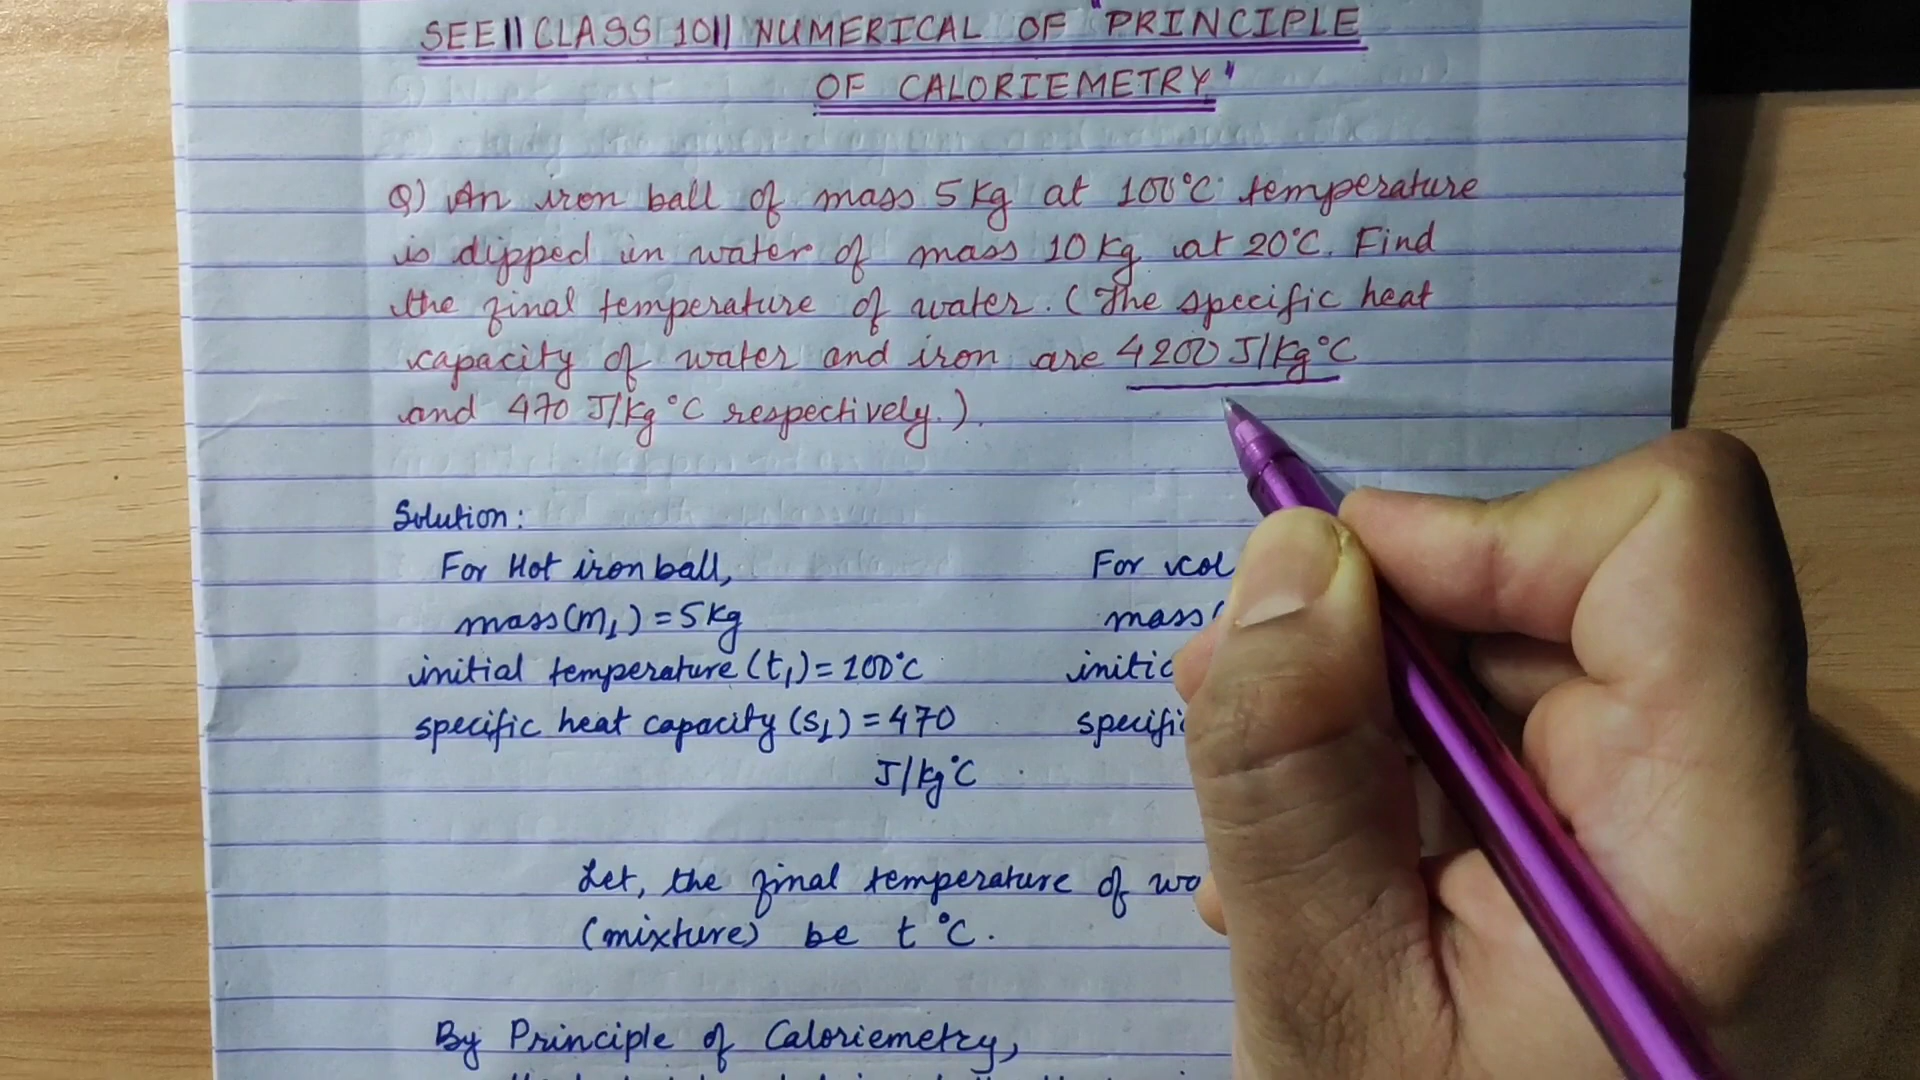 SEE || CLASS 10 || NUMERICAL OF "PRINCIPLE
OF CALORIEMETRY"
Q) An iron ball of mass 5 kg at 100°C temperature
is dipped in water of mass 10 kg at 20°C. Find
the final temperature of water. (The specific heat
capacity of water and iron are 4200 J/kg°C
and 470 J/kg°C respectively.)
Solution:
For Hot iron ball,
mass(m₁) = 5 kg
initial temperature (t₁) = 100°C
specific heat capacity (s₁) = 470
J/kg°C
For
mass(
Let, the final temperature of
(mixture) be t °C.
By Principle of Caloriemetry,